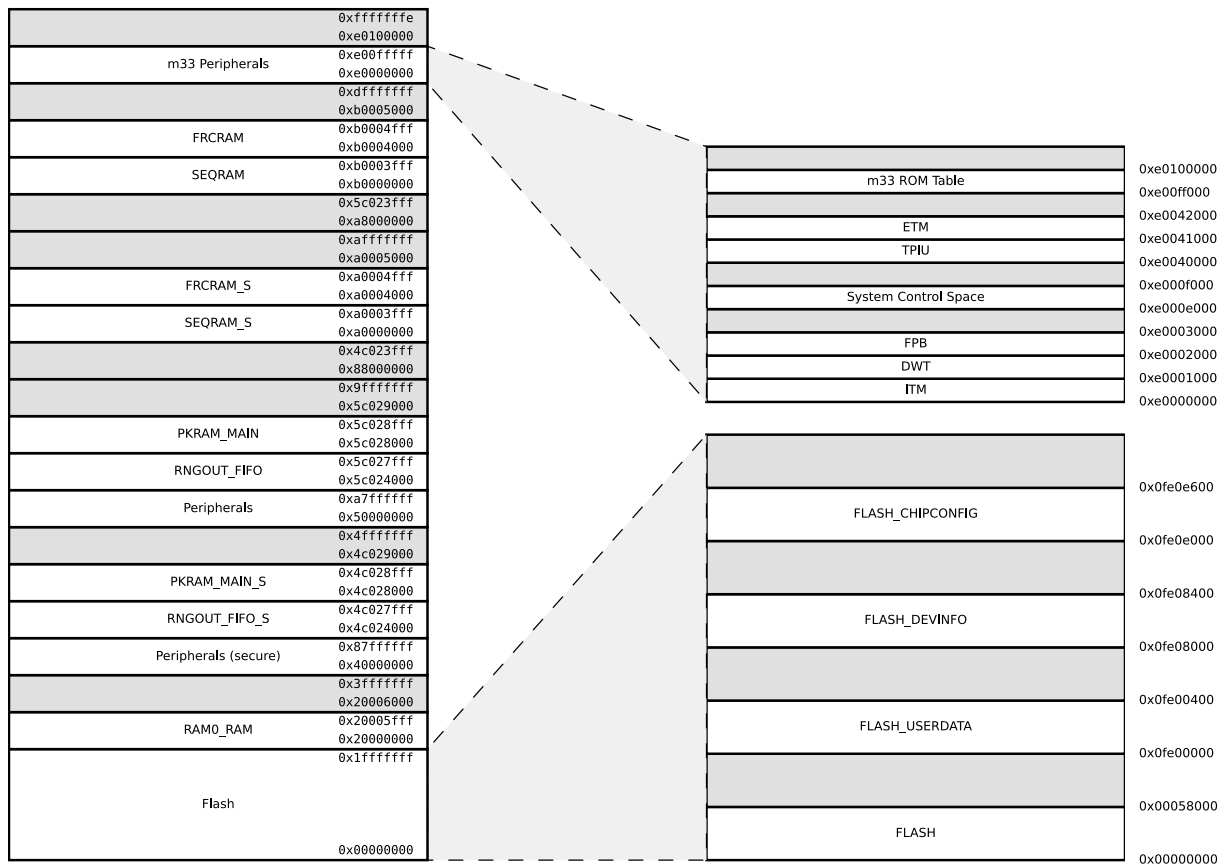 0xfffffffe
0xe0100000
m33 Peripherals
0xe00fffff
0xe0000000
0xdfffffff
0xb0005000
FRCRAM
0xb0004fff
0xb0004000
SEQRAM
0xb0003fff
0xb0000000
0x5c023fff
0xa8000000
0xafffffff
0xa0005000
FRCRAM_S
0xa0004fff
0xa0004000
SEQRAM_S
0xa0003fff
0xa0000000
0x4c023fff
0x88000000
0x9fffffff
0x5c029000
PKRAM_MAIN
0x5c028fff
0x5c028000
RNGOUT_FIFO
0x5c027fff
0x5c024000
Peripherals
0xa7ffffff
0x50000000
0x4fffffff
0x4c029000
PKRAM_MAIN_S
0x4c028fff
0x4c028000
RNGOUT_FIFO_S
0x4c027fff
0x4c024000
Peripherals (secure)
0x87ffffff
0x40000000
0x3fffffff
0x20006000
RAM0_RAM
0x20005fff
0x20000000
0x1fffffff
Flash
0x00000000
0xe0100000
m33 ROM Table
0xe00ff000
0xe0042000
ETM
0xe0041000
TPIU
0xe0040000
0xe000f000
System Control Space
0xe000e000
0xe0003000
FPB
0xe0002000
DWT
0xe0001000
ITM
0xe0000000
0x0fe0e600
FLASH_CHIPCONFIG
0x0fe0e000
0x0fe08400
FLASH_DEVINFO
0x0fe08000
0x0fe00400
FLASH_USERDATA
0x0fe00000
0x00058000
FLASH
0x00000000